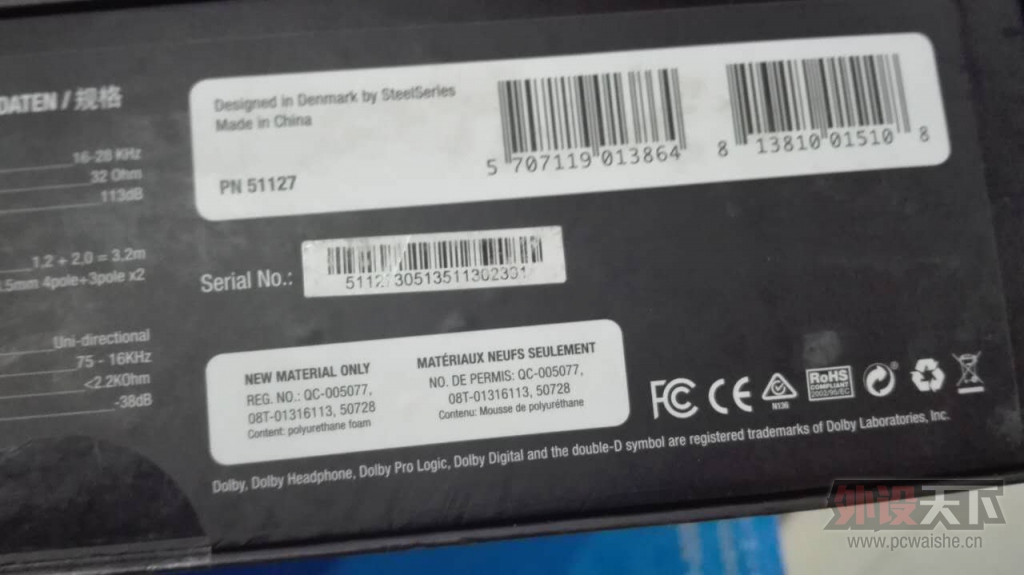 DATEN / 规格
16-28 KHz
32 Ohm
113dB
1.2 + 2.0 = 3.2m
.5mm 4pole+3pole x2
Uni-directional
75 - 16KHz
<2.2KOhm
-38dB
Designed in Denmark by SteelSeries
Made in China
PN 51127
5 707119 013864
8 13810 01510 8
Serial No.:
NEW MATERIAL ONLY
REG. NO.: QC-005077,
08T-01316113, 50728
Content: polyurethane foam
MATÉRIAUX NEUFS SEULEMENT
NO. DE PERMIS: QC-005077,
08T-01316113, 50728
Contenu: Mousse de polyuréthane
FC CE N136 RoHS
COMPLIANT
2002/95/EC
Dolby, Dolby Headphone, Dolby Pro Logic, Dolby Digital and the double-D symbol are registered trademarks of Dolby Laboratories, Inc.
外设天下
www.pcwaishe.cn